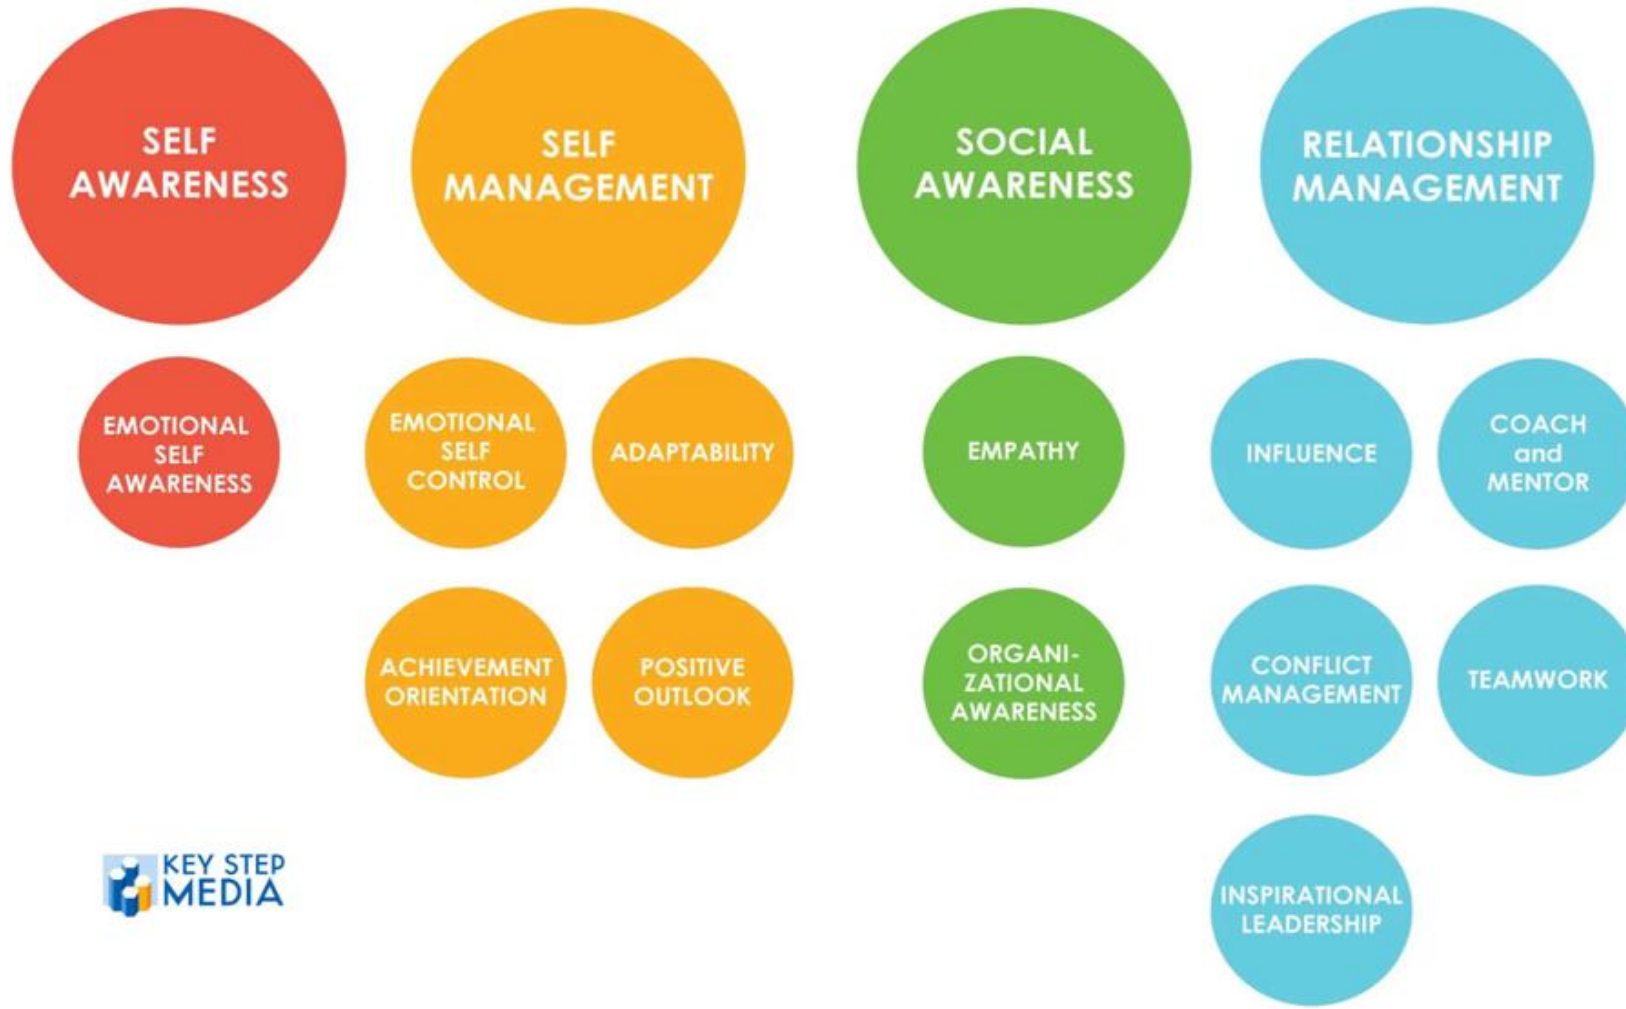 SELF
AWARENESS
SELF
MANAGEMENT
SOCIAL
AWARENESS
RELATIONSHIP
MANAGEMENT
EMOTIONAL
SELF
AWARENESS
EMOTIONAL
SELF
CONTROL
ADAPTABILITY
EMPATHY
INFLUENCE
COACH
and
MENTOR
ACHIEVEMENT
ORIENTATION
POSITIVE
OUTLOOK
ORGANI-
ZATIONAL
AWARENESS
CONFLICT
MANAGEMENT
TEAMWORK
KEY STEP
MEDIA
INSPIRATIONAL
LEADERSHIP